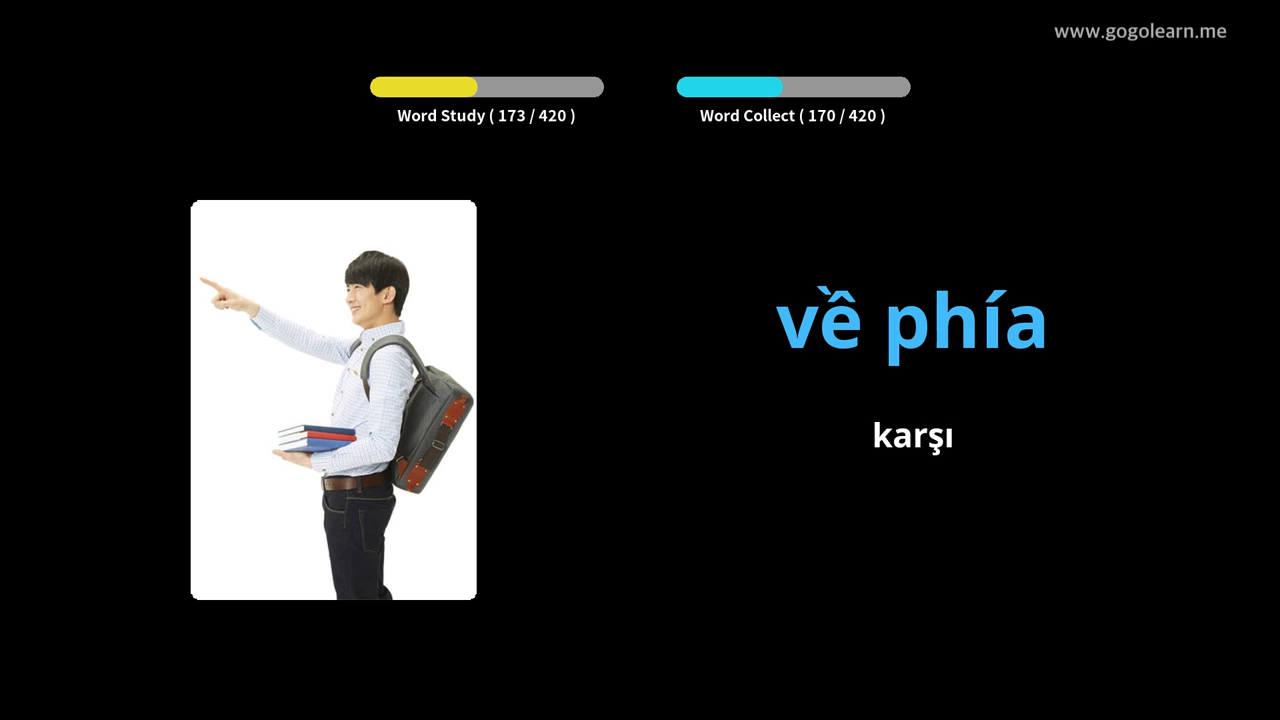 www.gogolearn.me
Word Study ( 173 / 420 )
Word Collect ( 170 / 420 )
về phía
karşı